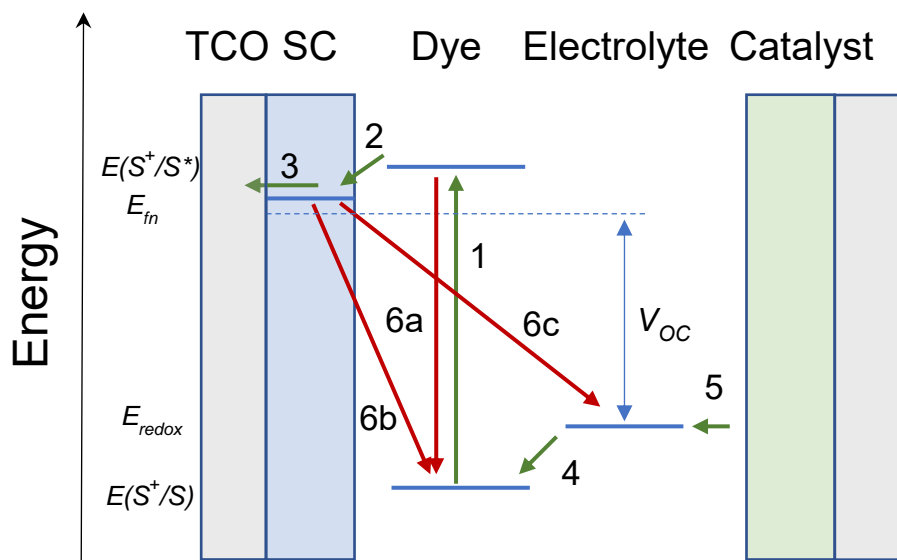 TCO SC Dye Electrolyte Catalyst
Energy
E(S⁺/S*)
E_fn
E_redox
E(S⁺/S)
1
2
3
4
5
6a
6b
6c
V_OC